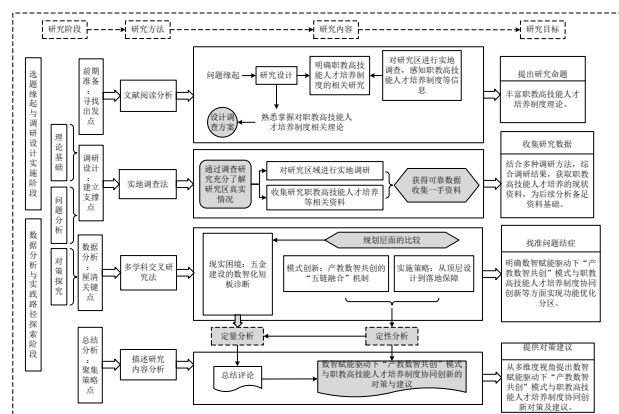 研究阶段
研究方法
研究内容
研究目标
选题缘起与调研设计实施阶段
数据分析与实践路径探索阶段
理论基础
问题分析
对策探究
前期准备：寻找出发点
文献阅读分析
问题缘起
研究设计
明确职教高技
能人才培养制度
的相关研究
对研究区进行实地
调查，感知职教高技
能人才培养制度等信
息
设计调
查方案
熟悉掌握对职教高技能人
才培养制度相关理论
提出研究命题
丰富职教高技能人
才培养制度理论。
调研设计：建立支撑点
实地调查法
通过调查研
究充分了解
研究区真实
情况
对研究区域进行实地调研
收集研究职教高技能人才培养
等相关资料
获得可靠数据
收集一手资料
收集研究数据
结合多种调研方法，综
合调研结果，获取职教
高技能人才培养的现状
资料，为后续分析备足
资料基础。
数据分析：厘清关键点
多学科交叉研
究法
现实困境：五金
建设的数智化短
板诊断
规划层面的比较
模式创新：产教数智共创的
“五链融合”机制
实施策略：从顶层设
计到落地保障
找准问题结症
明确数智赋能驱动下“产
教数智共创”模式与职教高
技能人才培养制度协同
创新等方面实现功能优化
分区。
定量分析
定性分析
总结分析：聚集策略点
描述研究
内容分析
总结评论
数智赋能驱动下“产教数智共创”模式
与职教高技能人才培养制度协同创新的
对策与建议
提供对策建议
从多维度视角提出数智
赋能驱动下“产教数智共
创”模式与职教高技能
人才培养制度协同创
新对策及建议。